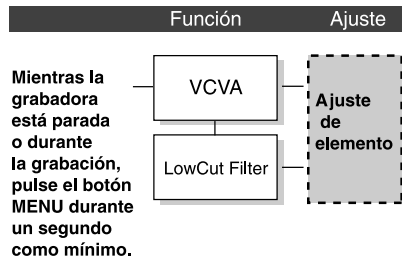 Función
Ajuste
Mientras la
grabadora
está parada
o durante
la grabación,
pulse el botón
MENU durante
un segundo
como mínimo.
VCVA
LowCut Filter
Ajuste
de
elemento